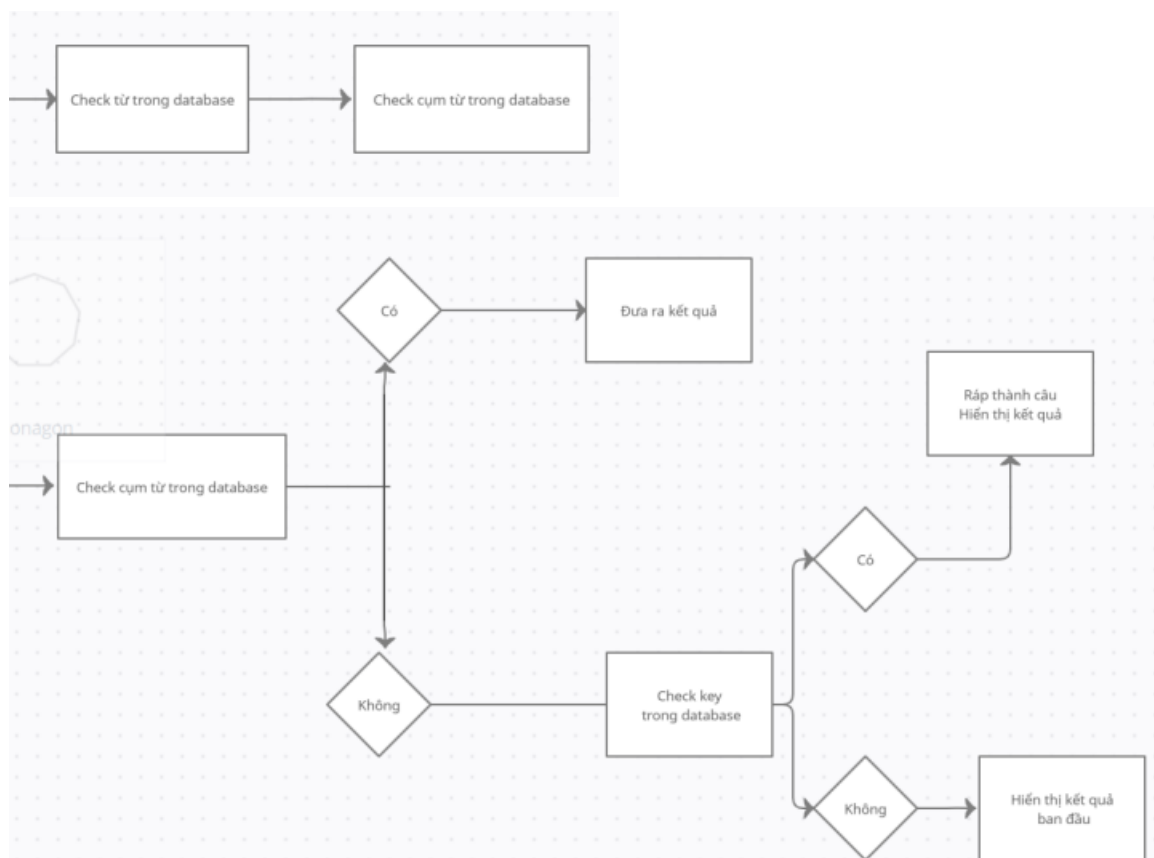 Check từ trong database
Check cụm từ trong database
Có
Đưa ra kết quả
Ráp thành câu
Hiển thị kết quả
onagon
Check cụm từ trong database
Có
Không
Check key
trong database
Không
Hiển thị kết quả
ban đầu